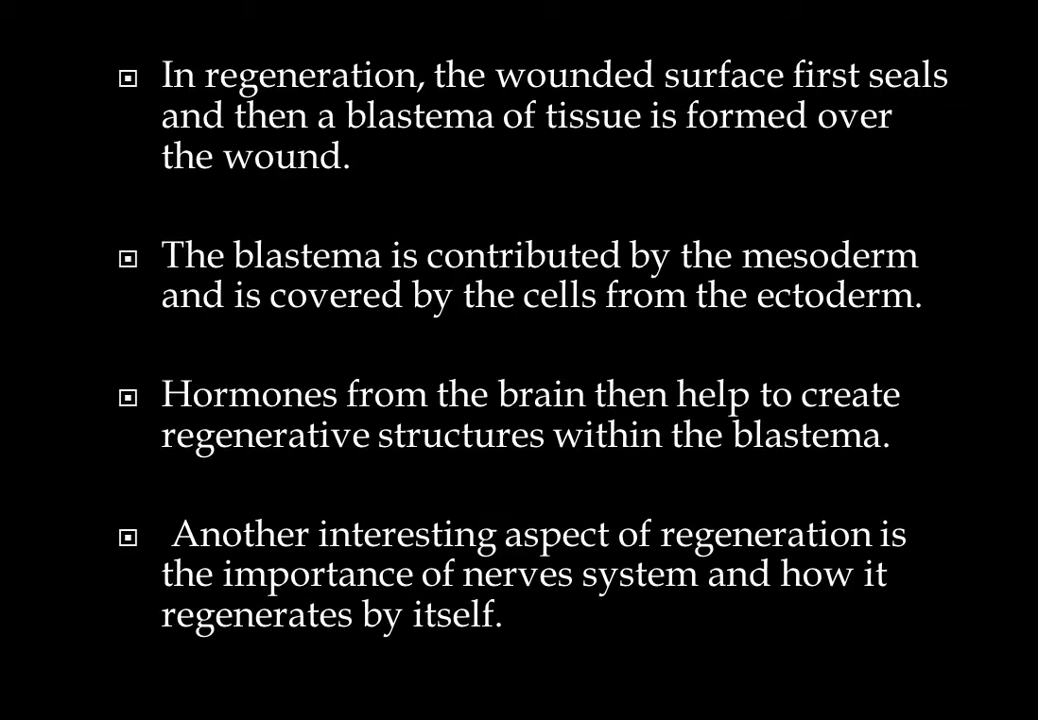 In regeneration, the wounded surface first seals
and then a blastema of tissue is formed over
the wound.
The blastema is contributed by the mesoderm
and is covered by the cells from the ectoderm.
Hormones from the brain then help to create
regenerative structures within the blastema.
Another interesting aspect of regeneration is
the importance of nerves system and how it
regenerates by itself.